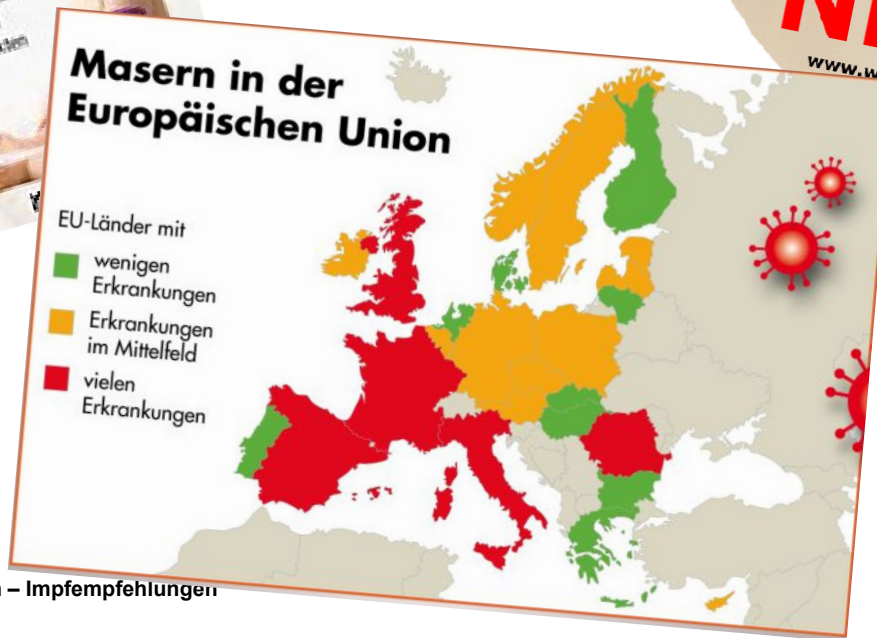 www.w
Masern in der
Europäischen Union
EU-Länder mit
wenigen
Erkrankungen
Erkrankungen
im Mittelfeld
vielen
Erkrankungen
– Impfempfehlungen